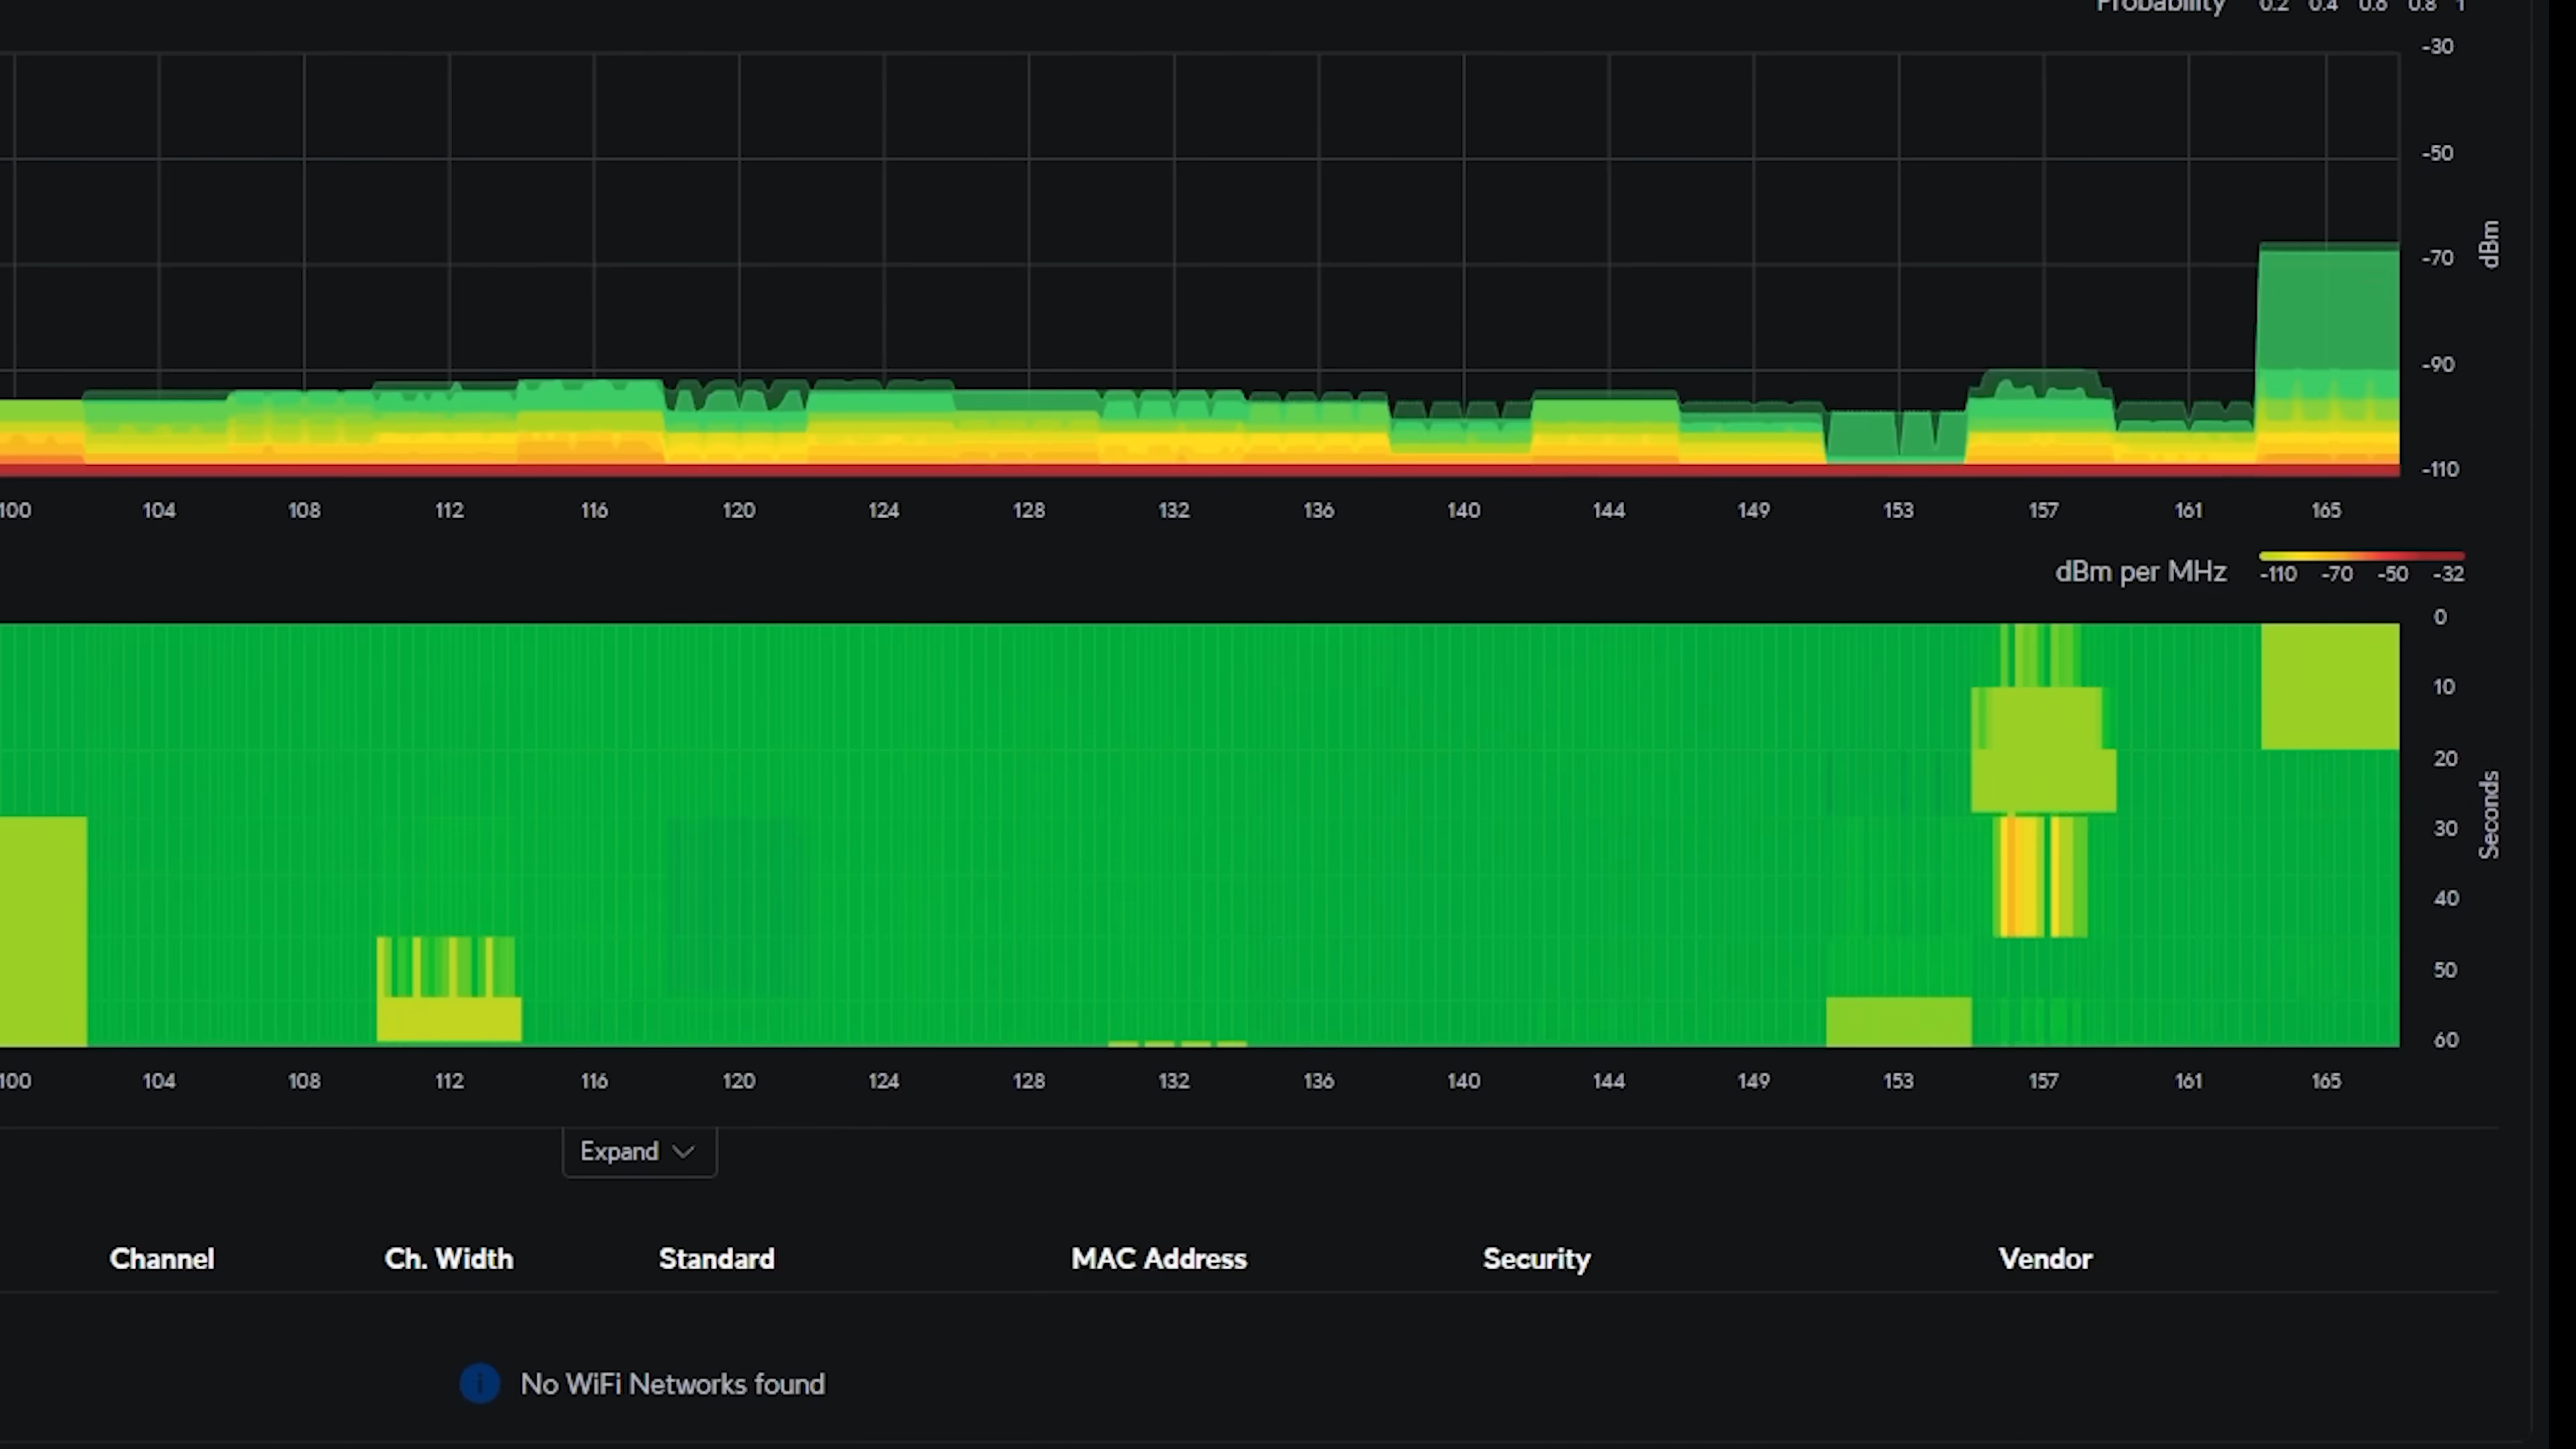 Probability 0.2 0.4 0.6 0.8 1
-30
-50
-70
dBm
-90
-110
100 104 108 112 116 120 124 128 132 136 140 144 149 153 157 161 165
dBm per MHz -110 -70 -50 -32
0
10
20
30
Seconds
40
50
60
100 104 108 112 116 120 124 128 132 136 140 144 149 153 157 161 165
Expand
Channel Ch. Width Standard MAC Address Security Vendor
No WiFi Networks found